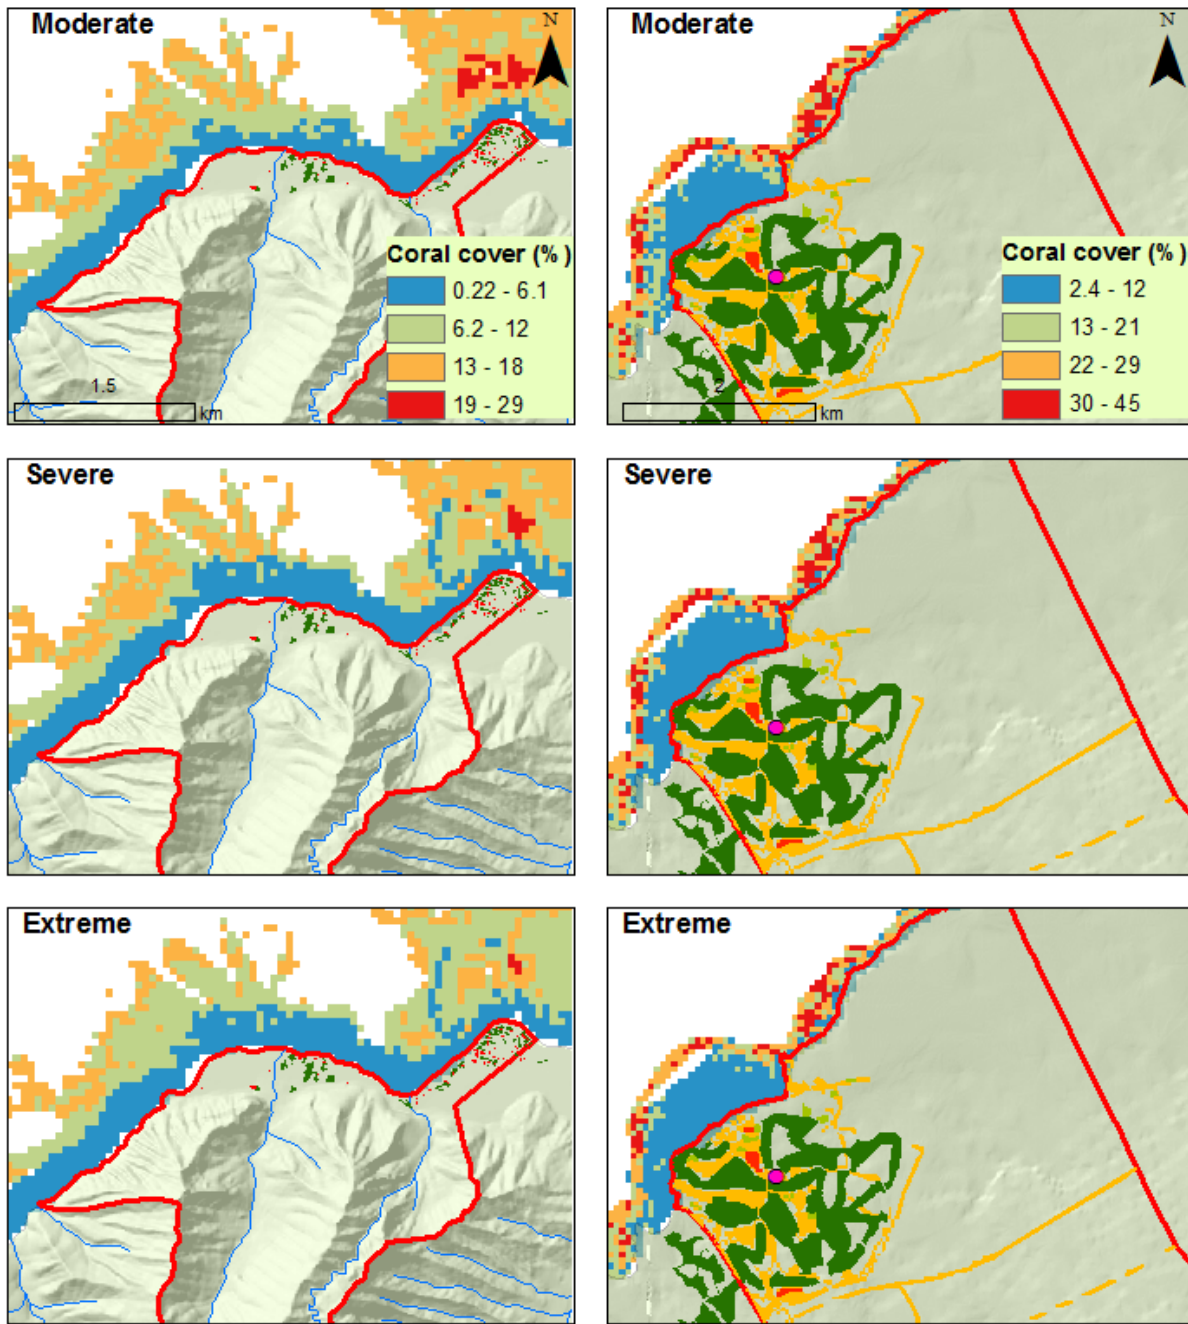 Moderate
N
Coral cover (%)
0.22 - 6.1
6.2 - 12
13 - 18
19 - 29
1.5
km
Moderate
N
Coral cover (%)
2.4 - 12
13 - 21
22 - 29
30 - 45
2
km
Severe
Severe
Extreme
Extreme